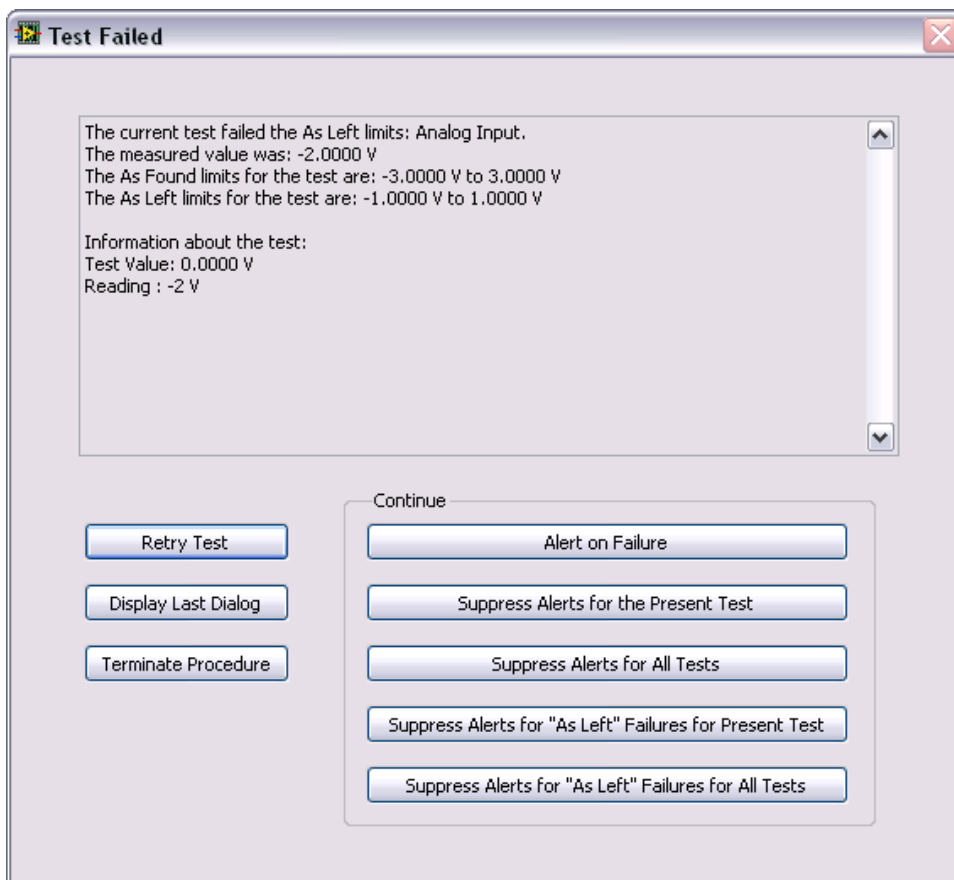 Test Failed
The current test failed the As Left limits: Analog Input.
The measured value was: -2.0000 V
The As Found limits for the test are: -3.0000 V to 3.0000 V
The As Left limits for the test are: -1.0000 V to 1.0000 V
Information about the test:
Test Value: 0.0000 V
Reading : -2 V
Retry Test
Display Last Dialog
Terminate Procedure
Continue
Alert on Failure
Suppress Alerts for the Present Test
Suppress Alerts for All Tests
Suppress Alerts for "As Left" Failures for Present Test
Suppress Alerts for "As Left" Failures for All Tests